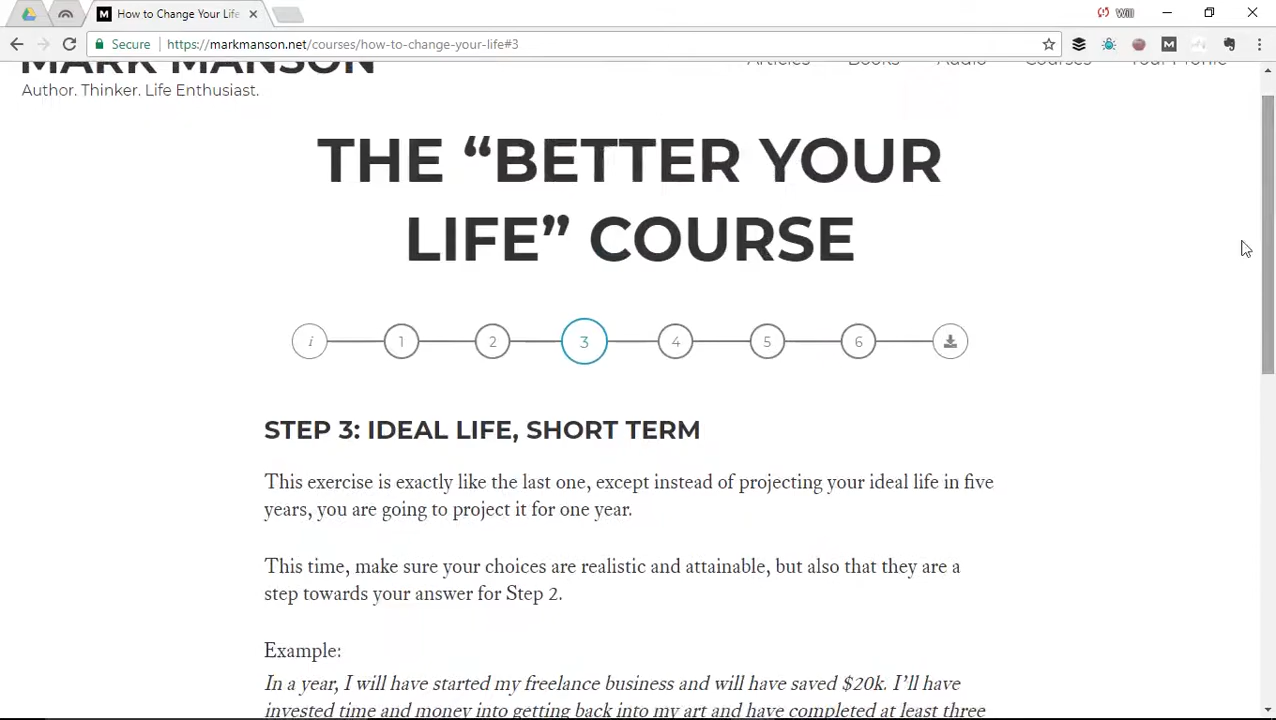 How to Change Your Life
Will
Secure
https://markmanson.net/courses/how-to-change-your-life#3
MARK MANSON
Articles
Books
Audio
Courses
Your Profile
Author. Thinker. Life Enthusiast.
THE “BETTER YOUR
LIFE” COURSE
i
1
2
3
4
5
6
STEP 3: IDEAL LIFE, SHORT TERM
This exercise is exactly like the last one, except instead of projecting your ideal life in five
years, you are going to project it for one year.
This time, make sure your choices are realistic and attainable, but also that they are a
step towards your answer for Step 2.
Example:
In a year, I will have started my freelance business and will have saved $20k. I’ll have
invested time and money into getting back into my art and have completed at least three